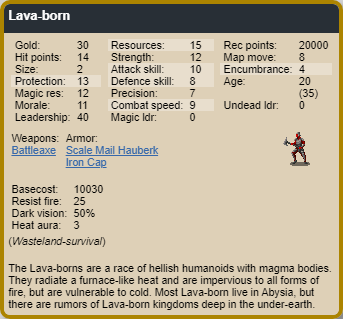 Lava-born
Gold: 30 Resources: 15 Rec points: 20000
Hit points: 14 Strength: 12 Map move: 8
Size: 2 Attack skill: 10 Encumbrance: 4
Protection: 13 Defence skill: 8 Age: 20
Magic res: 12 Precision: 7 (35)
Morale: 11 Combat speed: 9 Undead ldr: 0
Leadership: 40 Magic ldr: 0
Weapons: Armor:
Battleaxe Scale Mail Hauberk
Iron Cap
Basecost: 10030
Resist fire: 25
Dark vision: 50%
Heat aura: 3
(Wasteland-survival)
The Lava-borns are a race of hellish humanoids with magma bodies.
They radiate a furnace-like heat and are impervious to all forms of
fire, but are vulnerable to cold. Most Lava-born live in Abysia, but
there are rumors of Lava-born kingdoms deep in the under-earth.